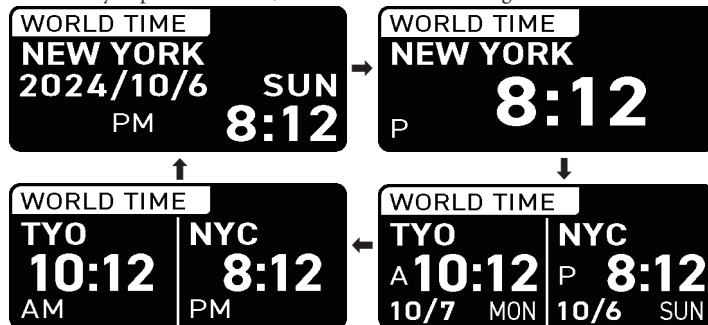 WORLD TIME
NEW YORK
2024/10/6 SUN
PM 8:12
WORLD TIME
NEW YORK
P 8:12
WORLD TIME
TYO NYC
10:12 8:12
AM PM
WORLD TIME
TYO NYC
A 10:12 P 8:12
10/7 MON 10/6 SUN